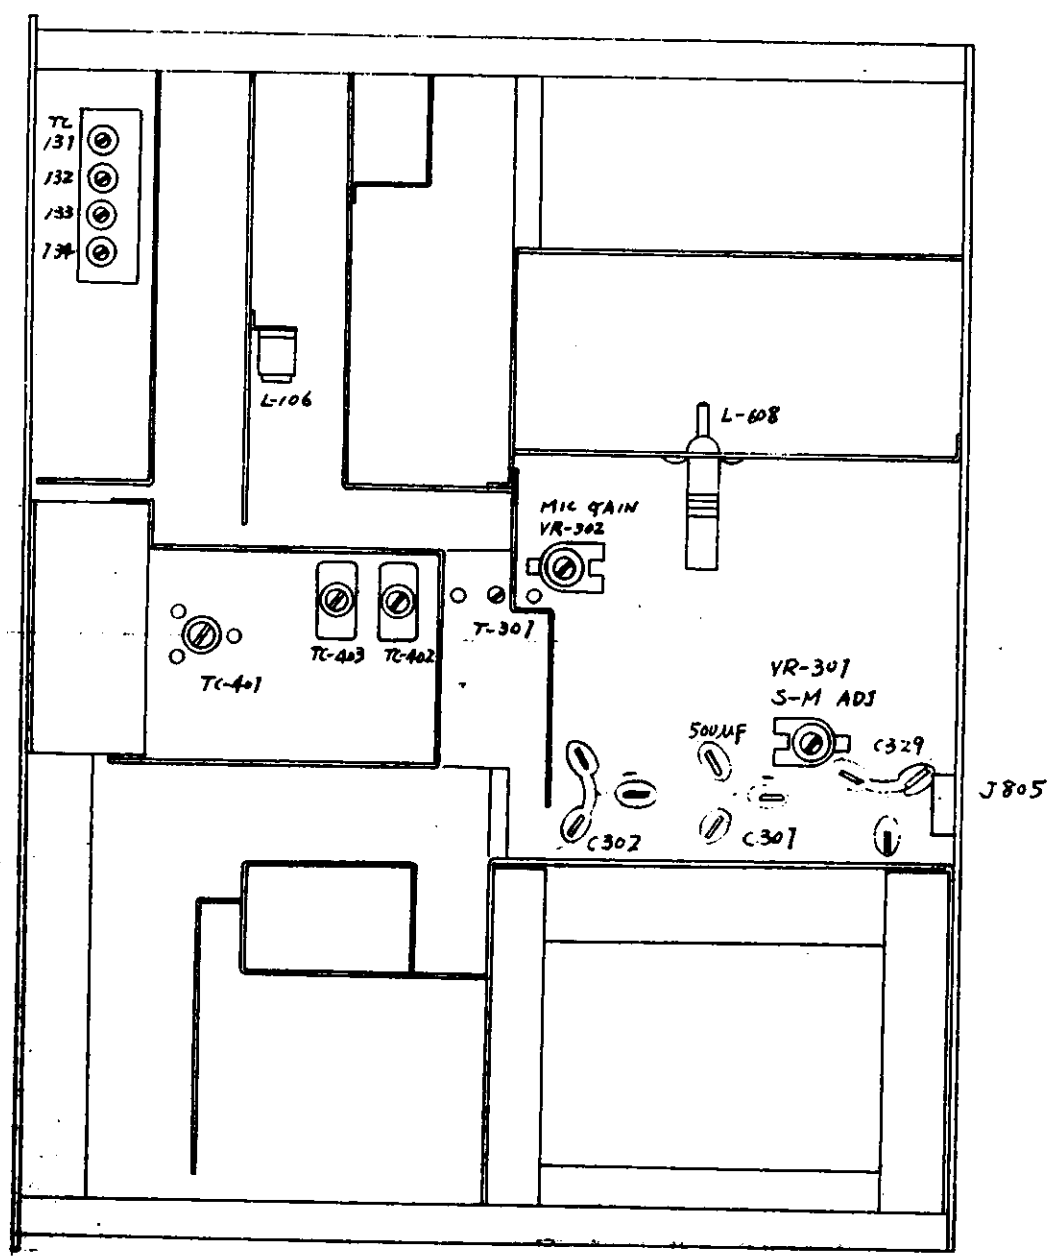 TC
131
132
133
134
L-106
L-608
MIC GAIN
VR-302
T-301
TC-403
TC-402
TC-401
VR-301
S-M ADJ
500µF
C329
J805
C302
C301